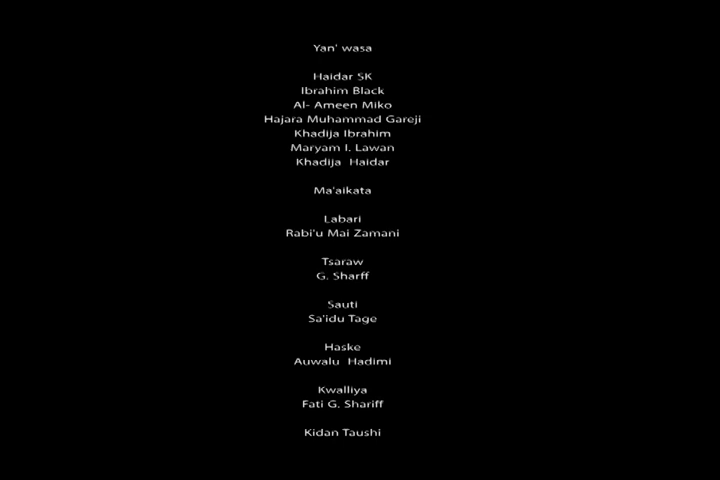 Yan' wasa
Haidar SK
Ibrahim Black
Al- Ameen Miko
Hajara Muhammad Gareji
Khadija Ibrahim
Maryam I. Lawan
Khadija  Haidar
Ma'aikata
Labari
Rabi'u Mai Zamani
Tsaraw
G. Sharff
Sauti
Sa'idu Tage
Haske
Auwalu  Hadimi
Kwalliya
Fati G. Shariff
Kidan Taushi